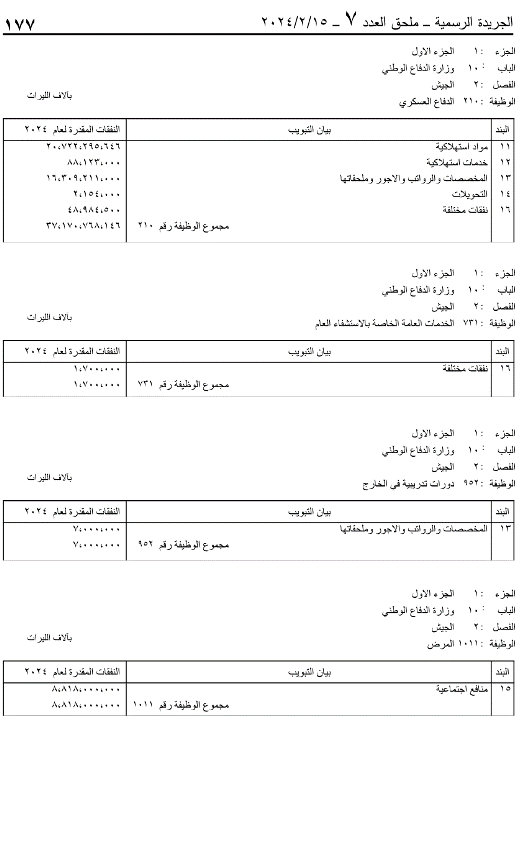 الجريدة الرسمية ــ ملحق العدد ٧ ــ ٢٠٢٤/٢/١٥ ١٧٧
الجزء : ١ الجزء الاول
الباب : ١٠ وزارة الدفاع الوطني
الفصل : ٢ الجيش
الوظيفة : ٢١٠ الدفاع العسكري
بآلاف الليرات
البند بيان التبويب النفقات المقدرة لعام ٢٠٢٤
١١ مواد استهلاكية ٢٠،٧٢٢،٢٩٥،٦٤٦
١٢ خدمات استهلاكية ٨٨،١٢٣،٠٠٠
١٣ المخصصات والرواتب والاجور وملحقاتها ١٦،٣٠٩،٢١١،٠٠٠
١٤ التحويلات ٢،١٥٤،٠٠٠
١٦ نفقات مختلفة ٤٨،٩٨٤،٥٠٠
مجموع الوظيفة رقم ٢١٠ ٣٧،١٧٠،٧٦٨،١٤٦
الجزء : ١ الجزء الاول
الباب : ١٠ وزارة الدفاع الوطني
الفصل : ٢ الجيش
الوظيفة : ٧٣١ الخدمات العامة الخاصة بالاستشفاء العام
بآلاف الليرات
البند بيان التبويب النفقات المقدرة لعام ٢٠٢٤
١٦ نفقات مختلفة ١،٧٠٠،٠٠٠
مجموع الوظيفة رقم ٧٣١ ١،٧٠٠،٠٠٠
الجزء : ١ الجزء الاول
الباب : ١٠ وزارة الدفاع الوطني
الفصل : ٢ الجيش
الوظيفة : ٩٥٢ دورات تدريبية في الخارج
بآلاف الليرات
البند بيان التبويب النفقات المقدرة لعام ٢٠٢٤
١٣ المخصصات والرواتب والاجور وملحقاتها ٧،٠٠٠،٠٠٠
مجموع الوظيفة رقم ٩٥٢ ٧،٠٠٠،٠٠٠
الجزء : ١ الجزء الاول
الباب : ١٠ وزارة الدفاع الوطني
الفصل : ٢ الجيش
الوظيفة : ١٠١١ المرض
بآلاف الليرات
البند بيان التبويب النفقات المقدرة لعام ٢٠٢٤
١٥ منافع اجتماعية ٨،٨١٨،٠٠٠،٠٠٠
مجموع الوظيفة رقم ١٠١١ ٨،٨١٨،٠٠٠،٠٠٠